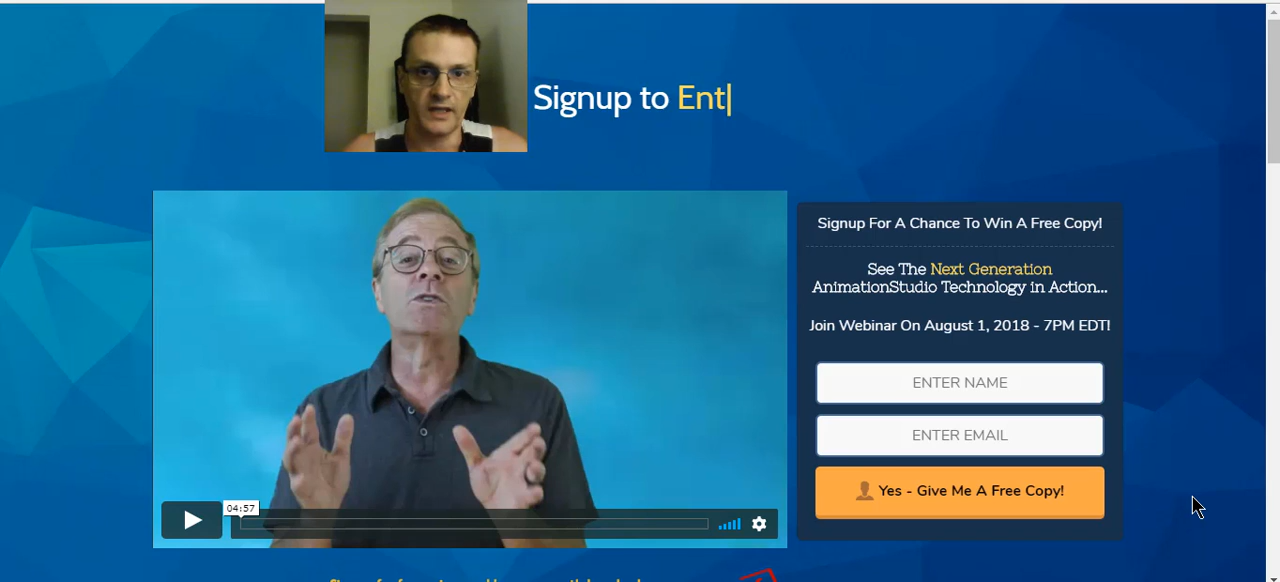 Signup to Ent
Signup For A Chance To Win A Free Copy!
See The Next Generation
AnimationStudio Technology in Action...
Join Webinar On August 1, 2018 - 7PM EDT!
ENTER NAME
ENTER EMAIL
Yes - Give Me A Free Copy!
04:57